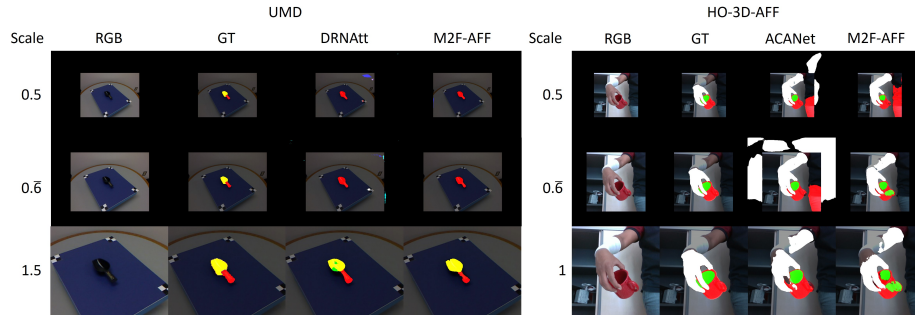 UMD
HO-3D-AFF
Scale RGB GT DRNAtt M2F-AFF
Scale RGB GT ACANet M2F-AFF
0.5 0.5
0.6̅ 0.6̅
1.5 1